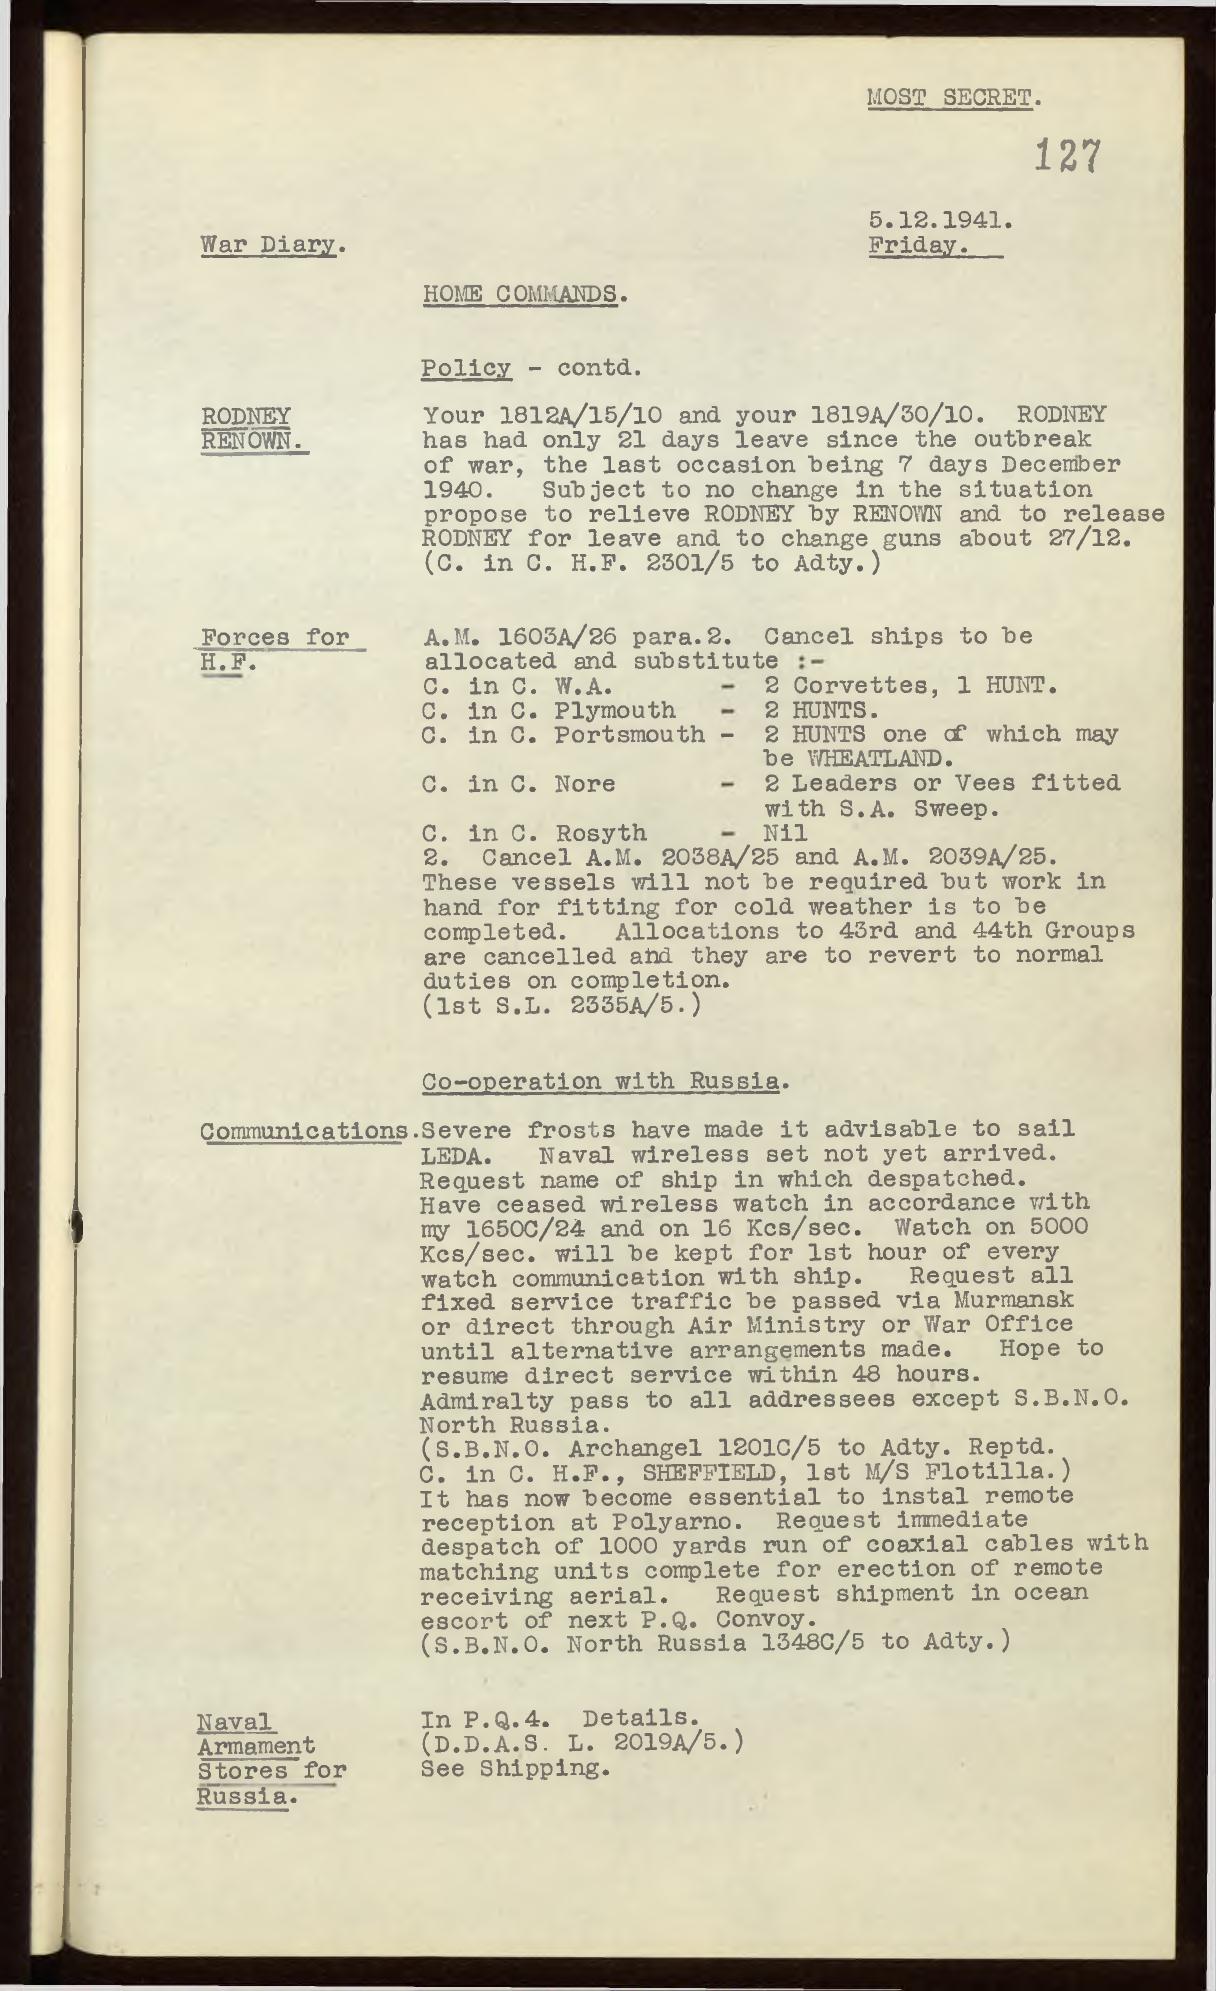 MOST SECRET.
127
5.12.1941.
War Diary.
Friday.
HOME COMMANDS.
Policy - contd.
RODNEY
RENOWN.
Your 1812A/15/10 and your 1819A/30/10. RODNEY
has had only 21 days leave since the outbreak
of war, the last occasion being 7 days December
1940. Subject to no change in the situation
propose to relieve RODNEY by RENOWN and to release
RODNEY for leave and to change guns about 27/12.
(C. in C. H.F. 2301/5 to Adty.)
Forces for
H.F.
A.M. 1603A/26 para.2. Cancel ships to be
allocated and substitute :-
C. in C. W.A. - 2 Corvettes, 1 HUNT.
C. in C. Plymouth - 2 HUNTS.
C. in C. Portsmouth - 2 HUNTS one of which may
be WHEATLAND.
C. in C. Nore - 2 Leaders or Vees fitted
with S.A. Sweep.
C. in C. Rosyth - Nil
2. Cancel A.M. 2038A/25 and A.M. 2039A/25.
These vessels will not be required but work in
hand for fitting for cold weather is to be
completed. Allocations to 43rd and 44th Groups
are cancelled and they are to revert to normal
duties on completion.
(1st S.L. 2335A/5.)
Co-operation with Russia.
Communications. Severe frosts have made it advisable to sail
LEDA. Naval wireless set not yet arrived.
Request name of ship in which despatched.
Have ceased wireless watch in accordance with
my 1650C/24 and on 16 Kcs/sec. Watch on 5000
Kcs/sec. will be kept for 1st hour of every
watch communication with ship. Request all
fixed service traffic be passed via Murmansk
or direct through Air Ministry or War Office
until alternative arrangements made. Hope to
resume direct service within 48 hours.
Admiralty pass to all addressees except S.B.N.O.
North Russia.
(S.B.N.O. Archangel 1201C/5 to Adty. Reptd.
C. in C. H.F., SHEFFIELD, 1st M/S Flotilla.)
It has now become essential to instal remote
reception at Polyarno. Request immediate
despatch of 1000 yards run of coaxial cables with
matching units complete for erection of remote
receiving aerial. Request shipment in ocean
escort of next P.Q. Convoy.
(S.B.N.O. North Russia 1348C/5 to Adty.)
Naval
Armament
Stores for
Russia.
In P.Q.4. Details.
(D.D.A.S. L. 2019A/5.)
See Shipping.